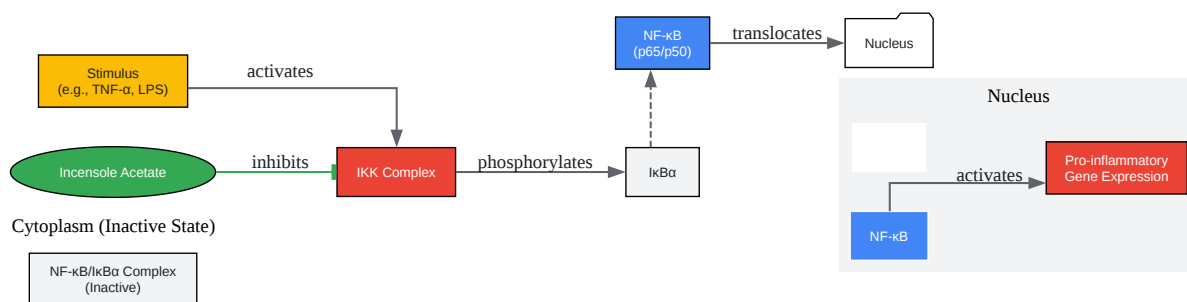 NF-κB
(p65/p50)
translocates
Nucleus
Stimulus
(e.g., TNF-α, LPS)
activates
Incensole Acetate
inhibits
IKK Complex
phosphorylates
IκBα
Nucleus
Pro-inflammatory
Gene Expression
activates
NF-κB
Cytoplasm (Inactive State)
NF-κB/IκBα Complex
(Inactive)